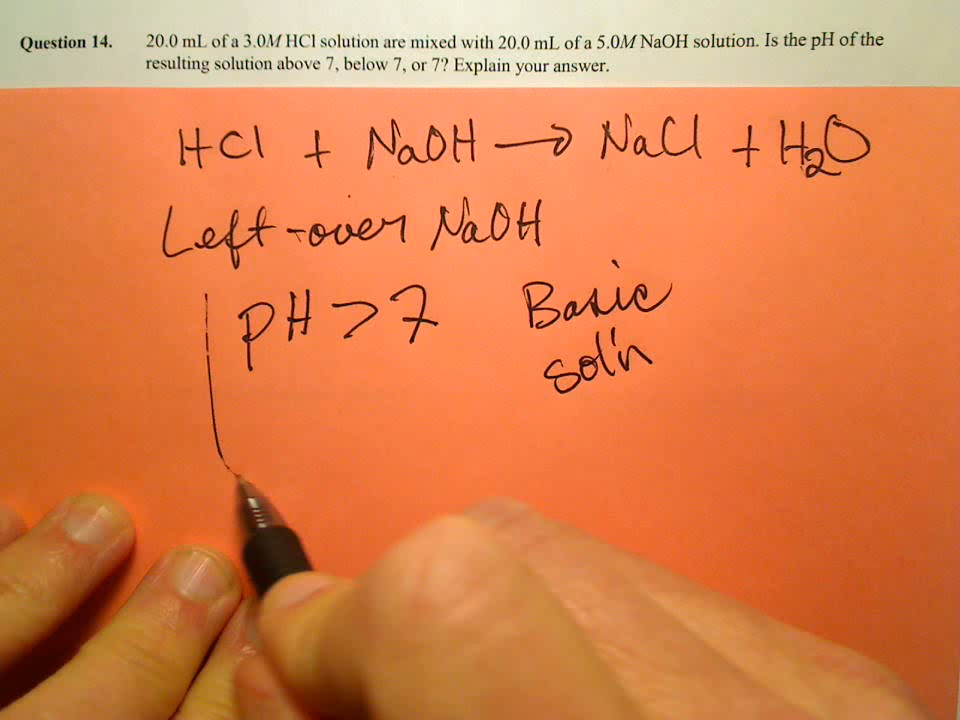 Question 14. 20.0 mL of a 3.0M HCl solution are mixed with 20.0 mL of a 5.0M NaOH solution. Is the pH of the
resulting solution above 7, below 7, or 7? Explain your answer.
HCl + NaOH → NaCl + H₂O
Left-over NaOH
pH > 7 Basic
sol'n